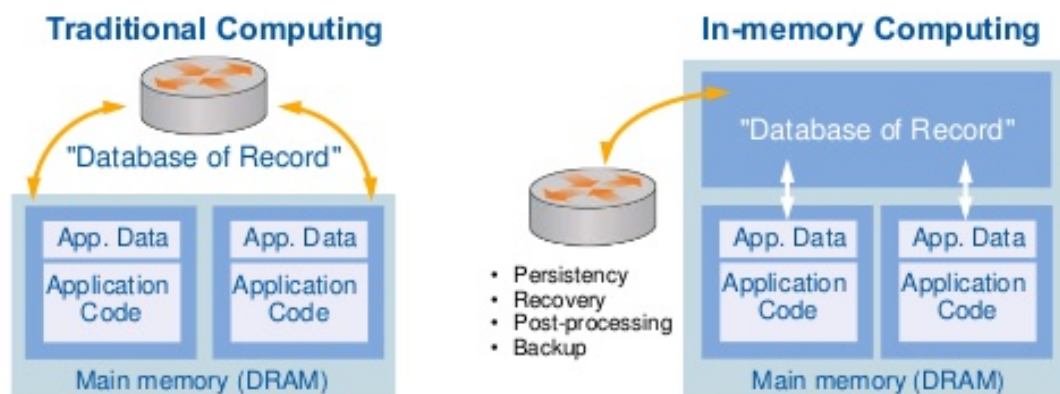 Traditional Computing
"Database of Record"
App. Data
Application
Code
App. Data
Application
Code
Main memory (DRAM)
In-memory Computing
"Database of Record"
• Persistency
• Recovery
• Post-processing
• Backup
App. Data
Application
Code
App. Data
Application
Code
Main memory (DRAM)